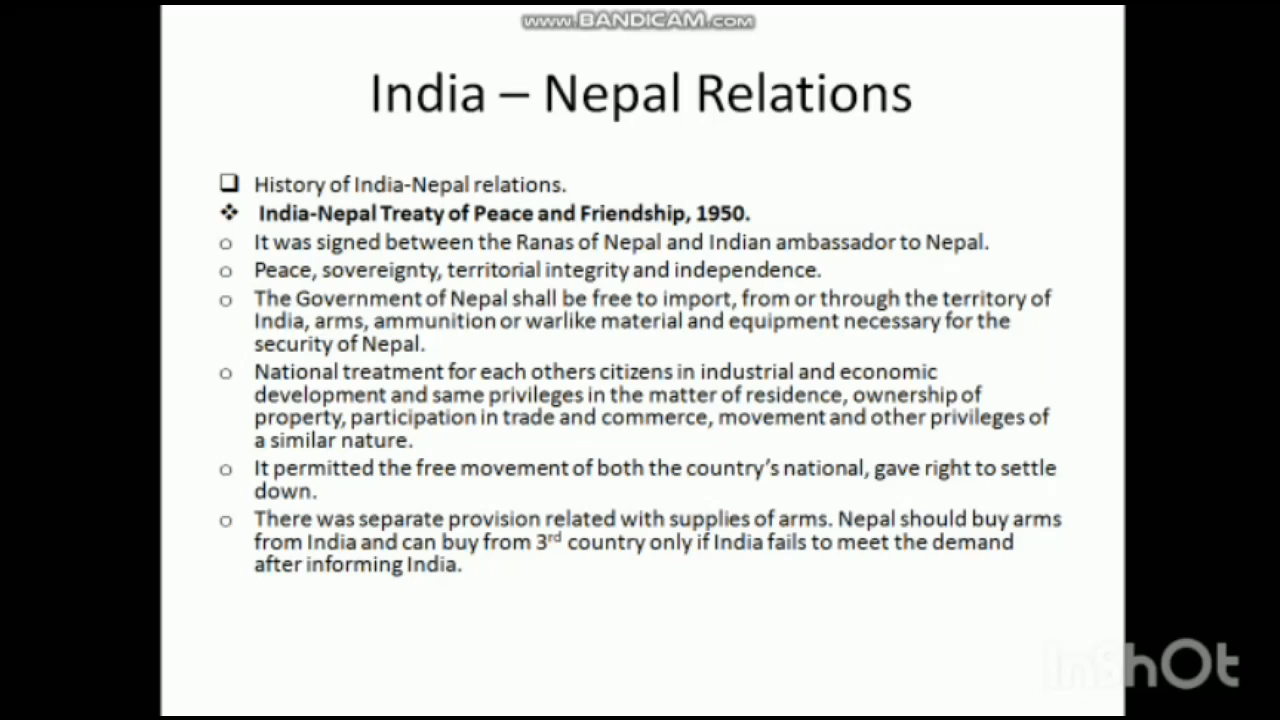 www.BANDICAM.com
India – Nepal Relations
❑ History of India-Nepal relations.
❖ India-Nepal Treaty of Peace and Friendship, 1950.
o It was signed between the Ranas of Nepal and Indian ambassador to Nepal.
o Peace, sovereignty, territorial integrity and independence.
o The Government of Nepal shall be free to import, from or through the territory of
India, arms, ammunition or warlike material and equipment necessary for the
security of Nepal.
o National treatment for each others citizens in industrial and economic
development and same privileges in the matter of residence, ownership of
property, participation in trade and commerce, movement and other privileges of
a similar nature.
o It permitted the free movement of both the country's national, gave right to settle
down.
o There was separate provision related with supplies of arms. Nepal should buy arms
from India and can buy from 3rd country only if India fails to meet the demand
after informing India.
InShOt